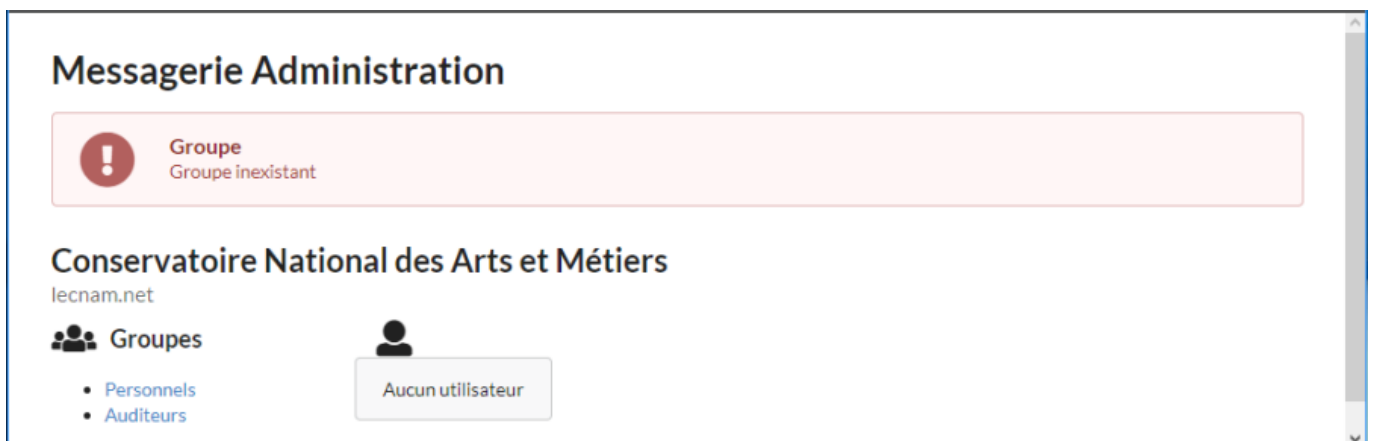 Messagerie Administration
Groupe
Groupe inexistant
Conservatoire National des Arts et Métiers
lecnam.net
Groupes
Personnels
Auditeurs
Aucun utilisateur